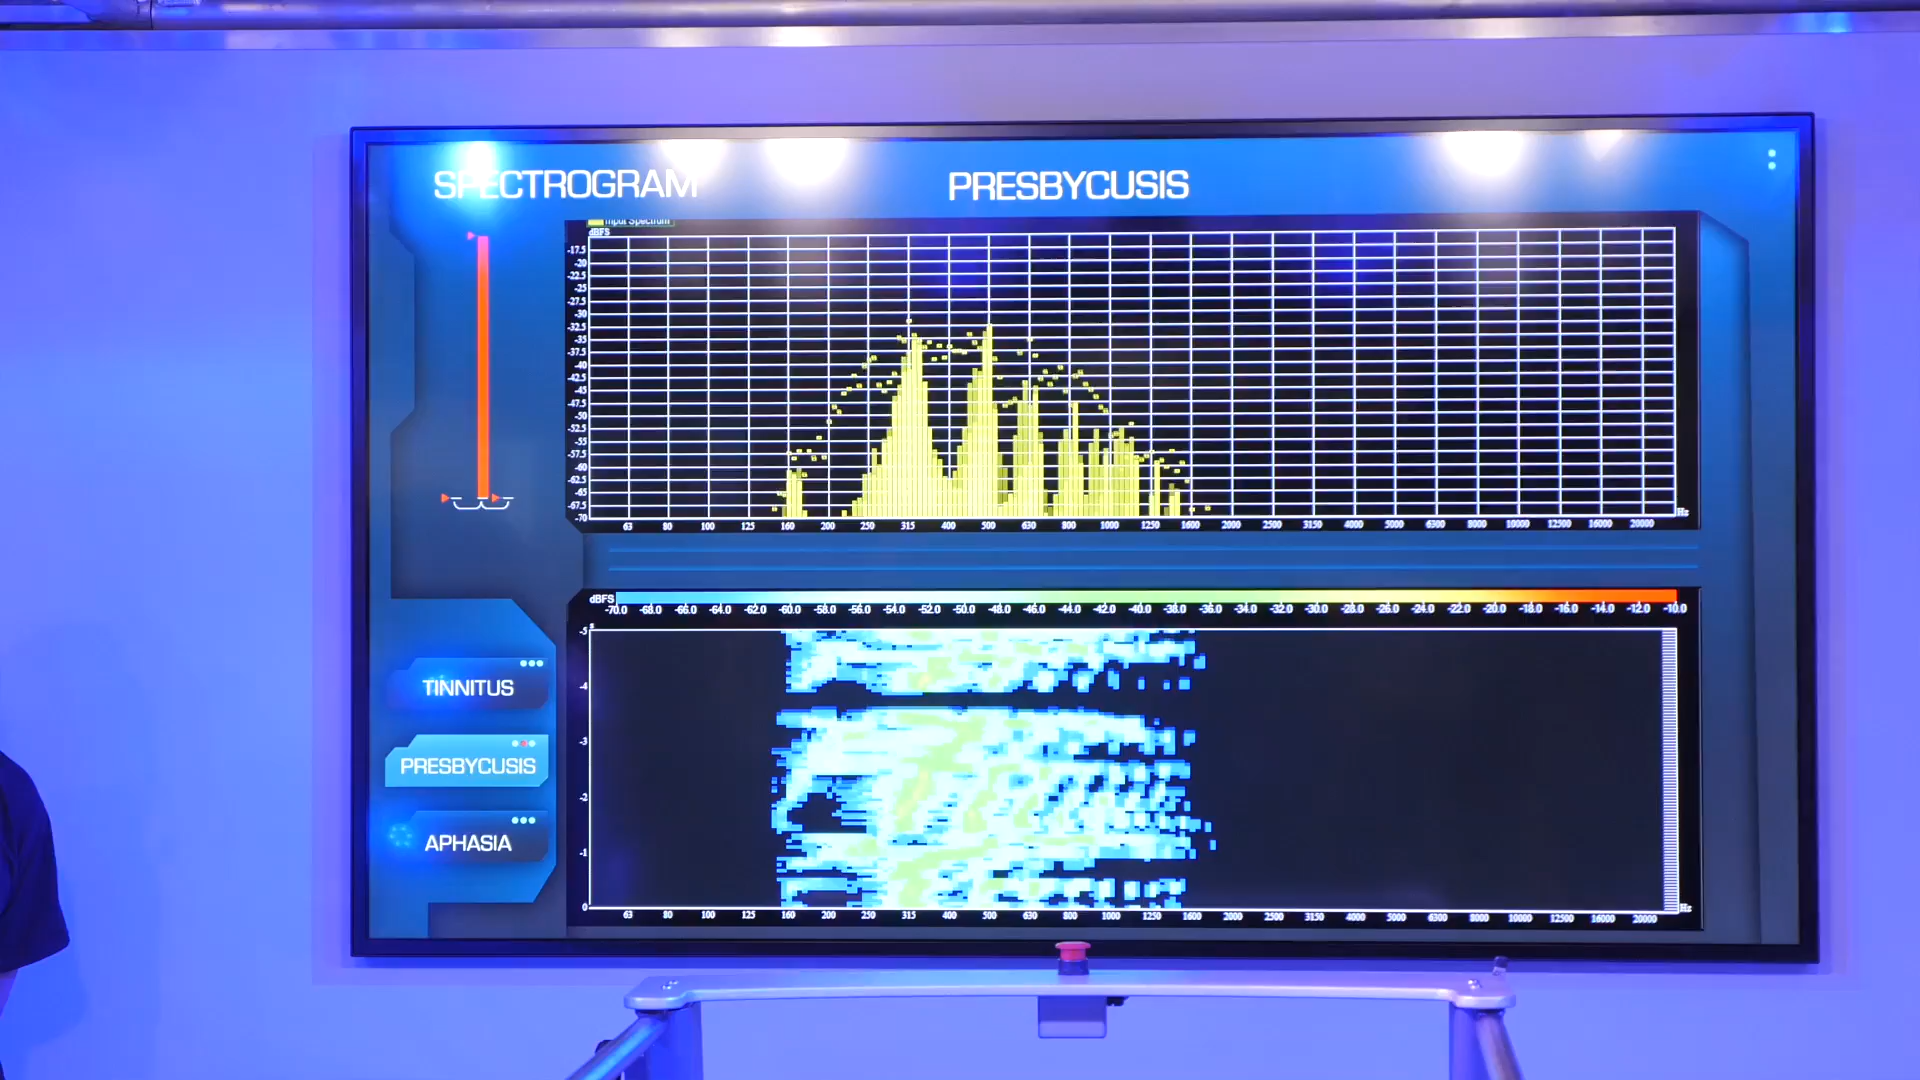 SPECTROGRAM
PRESBYCUSIS
Input Spectrum
dBFS
-17.5
-20
-22.5
-25
-27.5
-30
-32.5
-35
-37.5
-40
-42.5
-45
-47.5
-50
-52.5
-55
-57.5
-60
-62.5
-65
-67.5
-70
63 80 100 125 160 200 250 315 400 500 630 800 1000 1250 1600 2000 2500 3150 4000 5000 6300 8000 10000 12500 16000 20000 Hz
dBFS
-70.0 -68.0 -66.0 -64.0 -62.0 -60.0 -58.0 -56.0 -54.0 -52.0 -50.0 -48.0 -46.0 -44.0 -42.0 -40.0 -38.0 -36.0 -34.0 -32.0 -30.0 -28.0 -26.0 -24.0 -22.0 -20.0 -18.0 -16.0 -14.0 -12.0 -10.0
s
-5
-4
-3
-2
-1
0
63 80 100 125 160 200 250 315 400 500 630 800 1000 1250 1600 2000 2500 3150 4000 5000 6300 8000 10000 12500 16000 20000 Hz
TINNITUS
PRESBYCUSIS
APHASIA